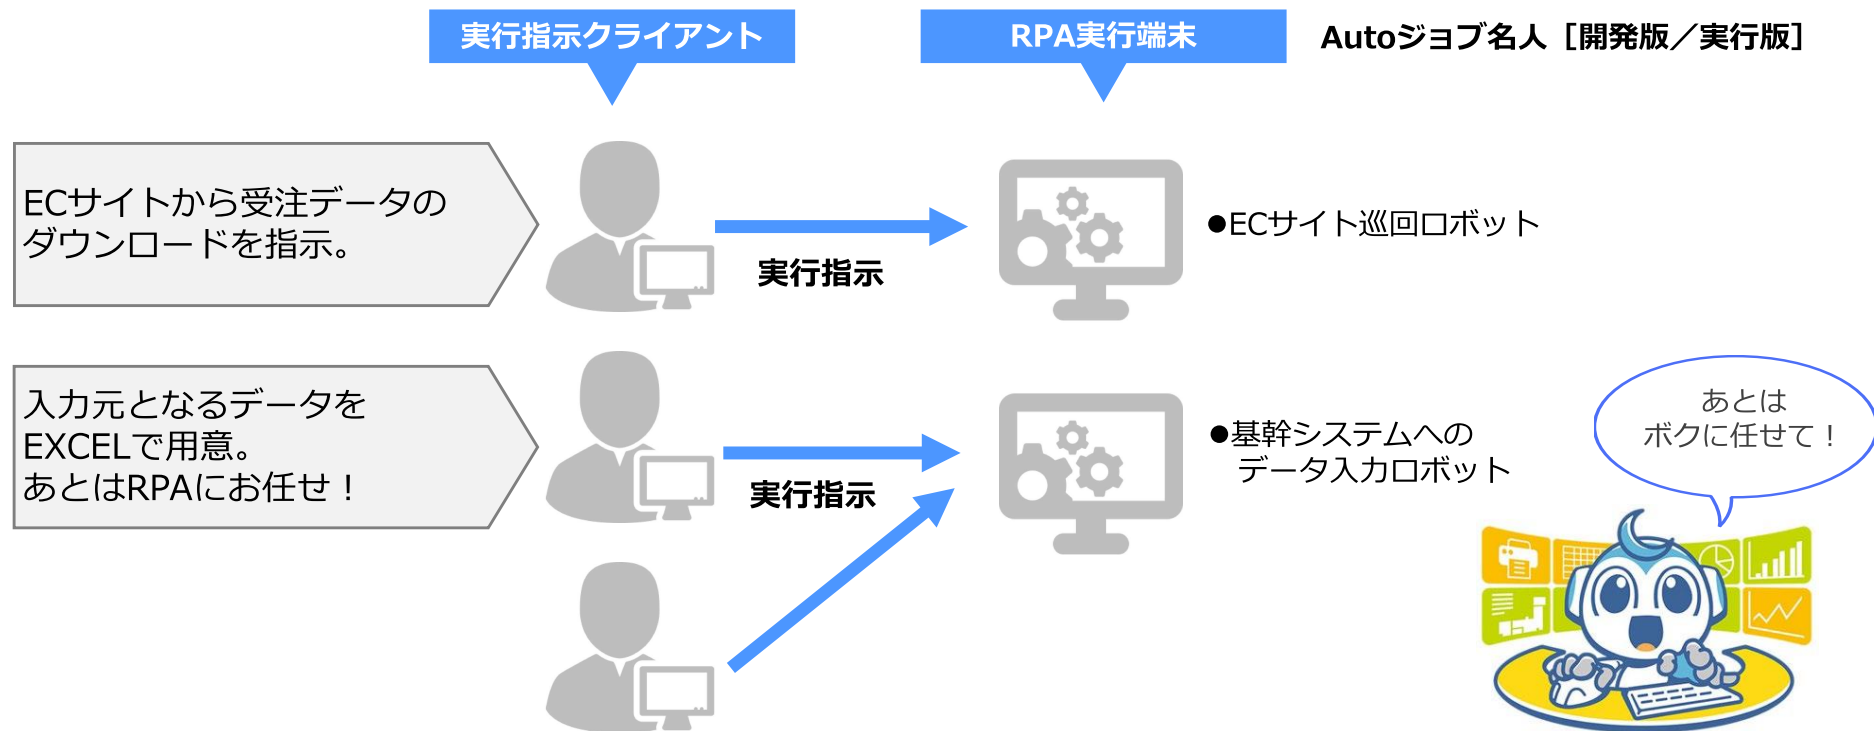 実行指示クライアント
RPA実行端末
Autoジョブ名人［開発版／実行版］
ECサイトから受注データの
ダウンロードを指示。
実行指示
●ECサイト巡回ロボット
入力元となるデータを
EXCELで用意。
あとはRPAにお任せ！
実行指示
●基幹システムへの
データ入力ロボット
あとは
ボクに任せて！